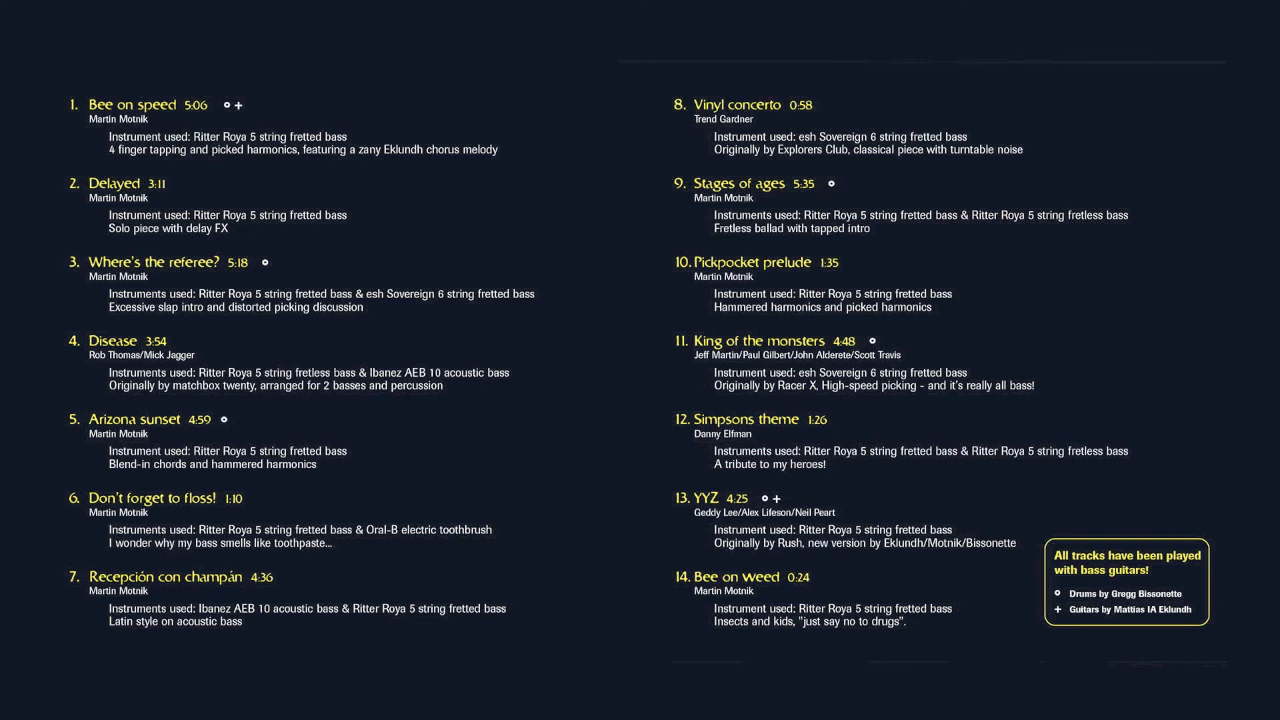 1. Bee on speed 5:06 o +
Martin Motnik
Instrument used: Ritter Roya 5 string fretted bass
4 finger tapping and picked harmonics, featuring a zany Eklundh chorus melody
2. Delayed 3:11
Martin Motnik
Instrument used: Ritter Roya 5 string fretted bass
Solo piece with delay FX
3. Where's the referee? 5:18 o
Martin Motnik
Instruments used: Ritter Roya 5 string fretted bass & esh Sovereign 6 string fretted bass
Excessive slap intro and distorted picking discussion
4. Disease 3:54
Rob Thomas/Mick Jagger
Instruments used: Ritter Roya 5 string fretless bass & Ibanez AEB 10 acoustic bass
Originally by matchbox twenty, arranged for 2 basses and percussion
5. Arizona sunset 4:59 o
Martin Motnik
Instrument used: Ritter Roya 5 string fretted bass
Blend-in chords and hammered harmonics
6. Don't forget to floss! 1:10
Martin Motnik
Instruments used: Ritter Roya 5 string fretted bass & Oral-B electric toothbrush
I wonder why my bass smells like toothpaste...
7. Recepción con champán 4:36
Martin Motnik
Instruments used: Ibanez AEB 10 acoustic bass & Ritter Roya 5 string fretted bass
Latin style on acoustic bass
8. Vinyl concerto 0:58
Trend Gardner
Instrument used: esh Sovereign 6 string fretted bass
Originally by Explorers Club, classical piece with turntable noise
9. Stages of ages 5:35 o
Martin Motnik
Instruments used: Ritter Roya 5 string fretted bass & Ritter Roya 5 string fretless bass
Fretless ballad with tapped intro
10. Pickpocket prelude 1:35
Martin Motnik
Instrument used: Ritter Roya 5 string fretted bass
Hammered harmonics and picked harmonics
11. King of the monsters 4:48 o
Jeff Martin/Paul Gilbert/John Alderete/Scott Travis
Instrument used: esh Sovereign 6 string fretted bass
Originally by Racer X, High-speed picking - and it's really all bass!
12. Simpsons theme 1:26
Danny Elfman
Instruments used: Ritter Roya 5 string fretted bass & Ritter Roya 5 string fretless bass
A tribute to my heroes!
13. YYZ 4:25 o +
Geddy Lee/Alex Lifeson/Neil Peart
Instrument used: Ritter Roya 5 string fretted bass
Originally by Rush, new version by Eklundh/Motnik/Bissonette
14. Bee on weed 0:24
Martin Motnik
Instrument used: Ritter Roya 5 string fretted bass
Insects and kids, "just say no to drugs".
All tracks have been played
with bass guitars!
o Drums by Gregg Bissonette
+ Guitars by Mattias IA Eklundh